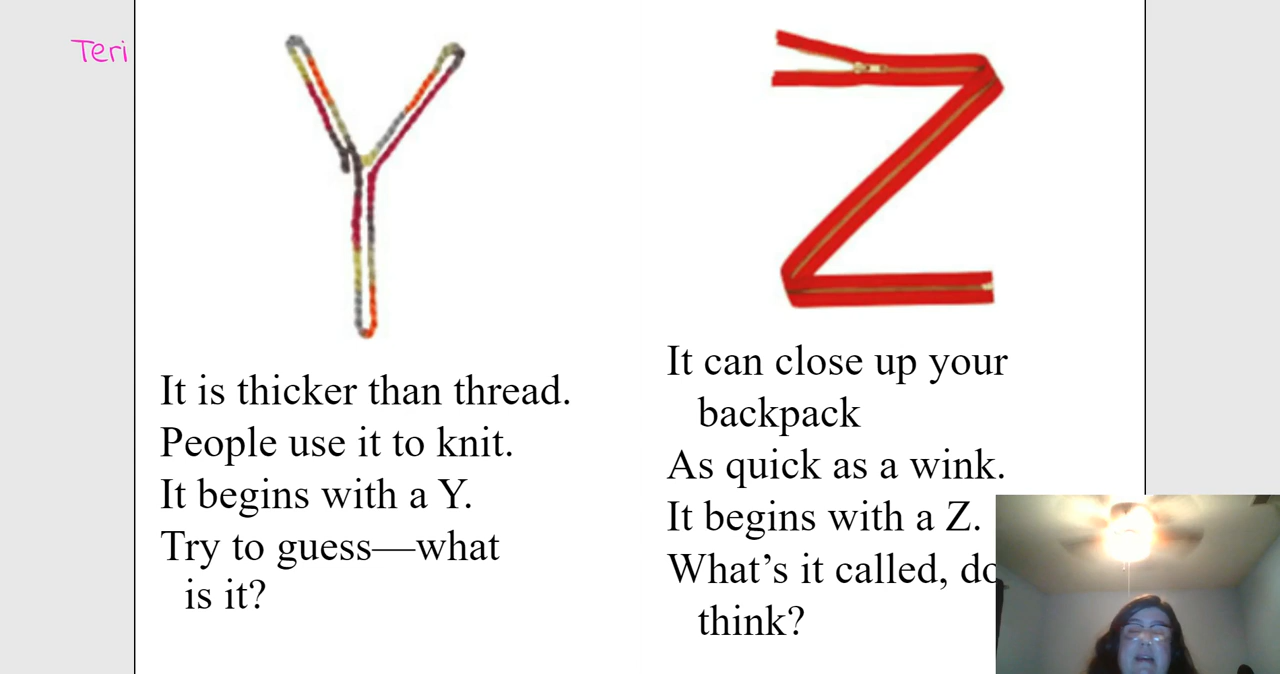 Teri
It is thicker than thread.
People use it to knit.
It begins with a Y.
Try to guess—what
is it?
It can close up your
backpack
As quick as a wink.
It begins with a Z.
What’s it called, do
think?